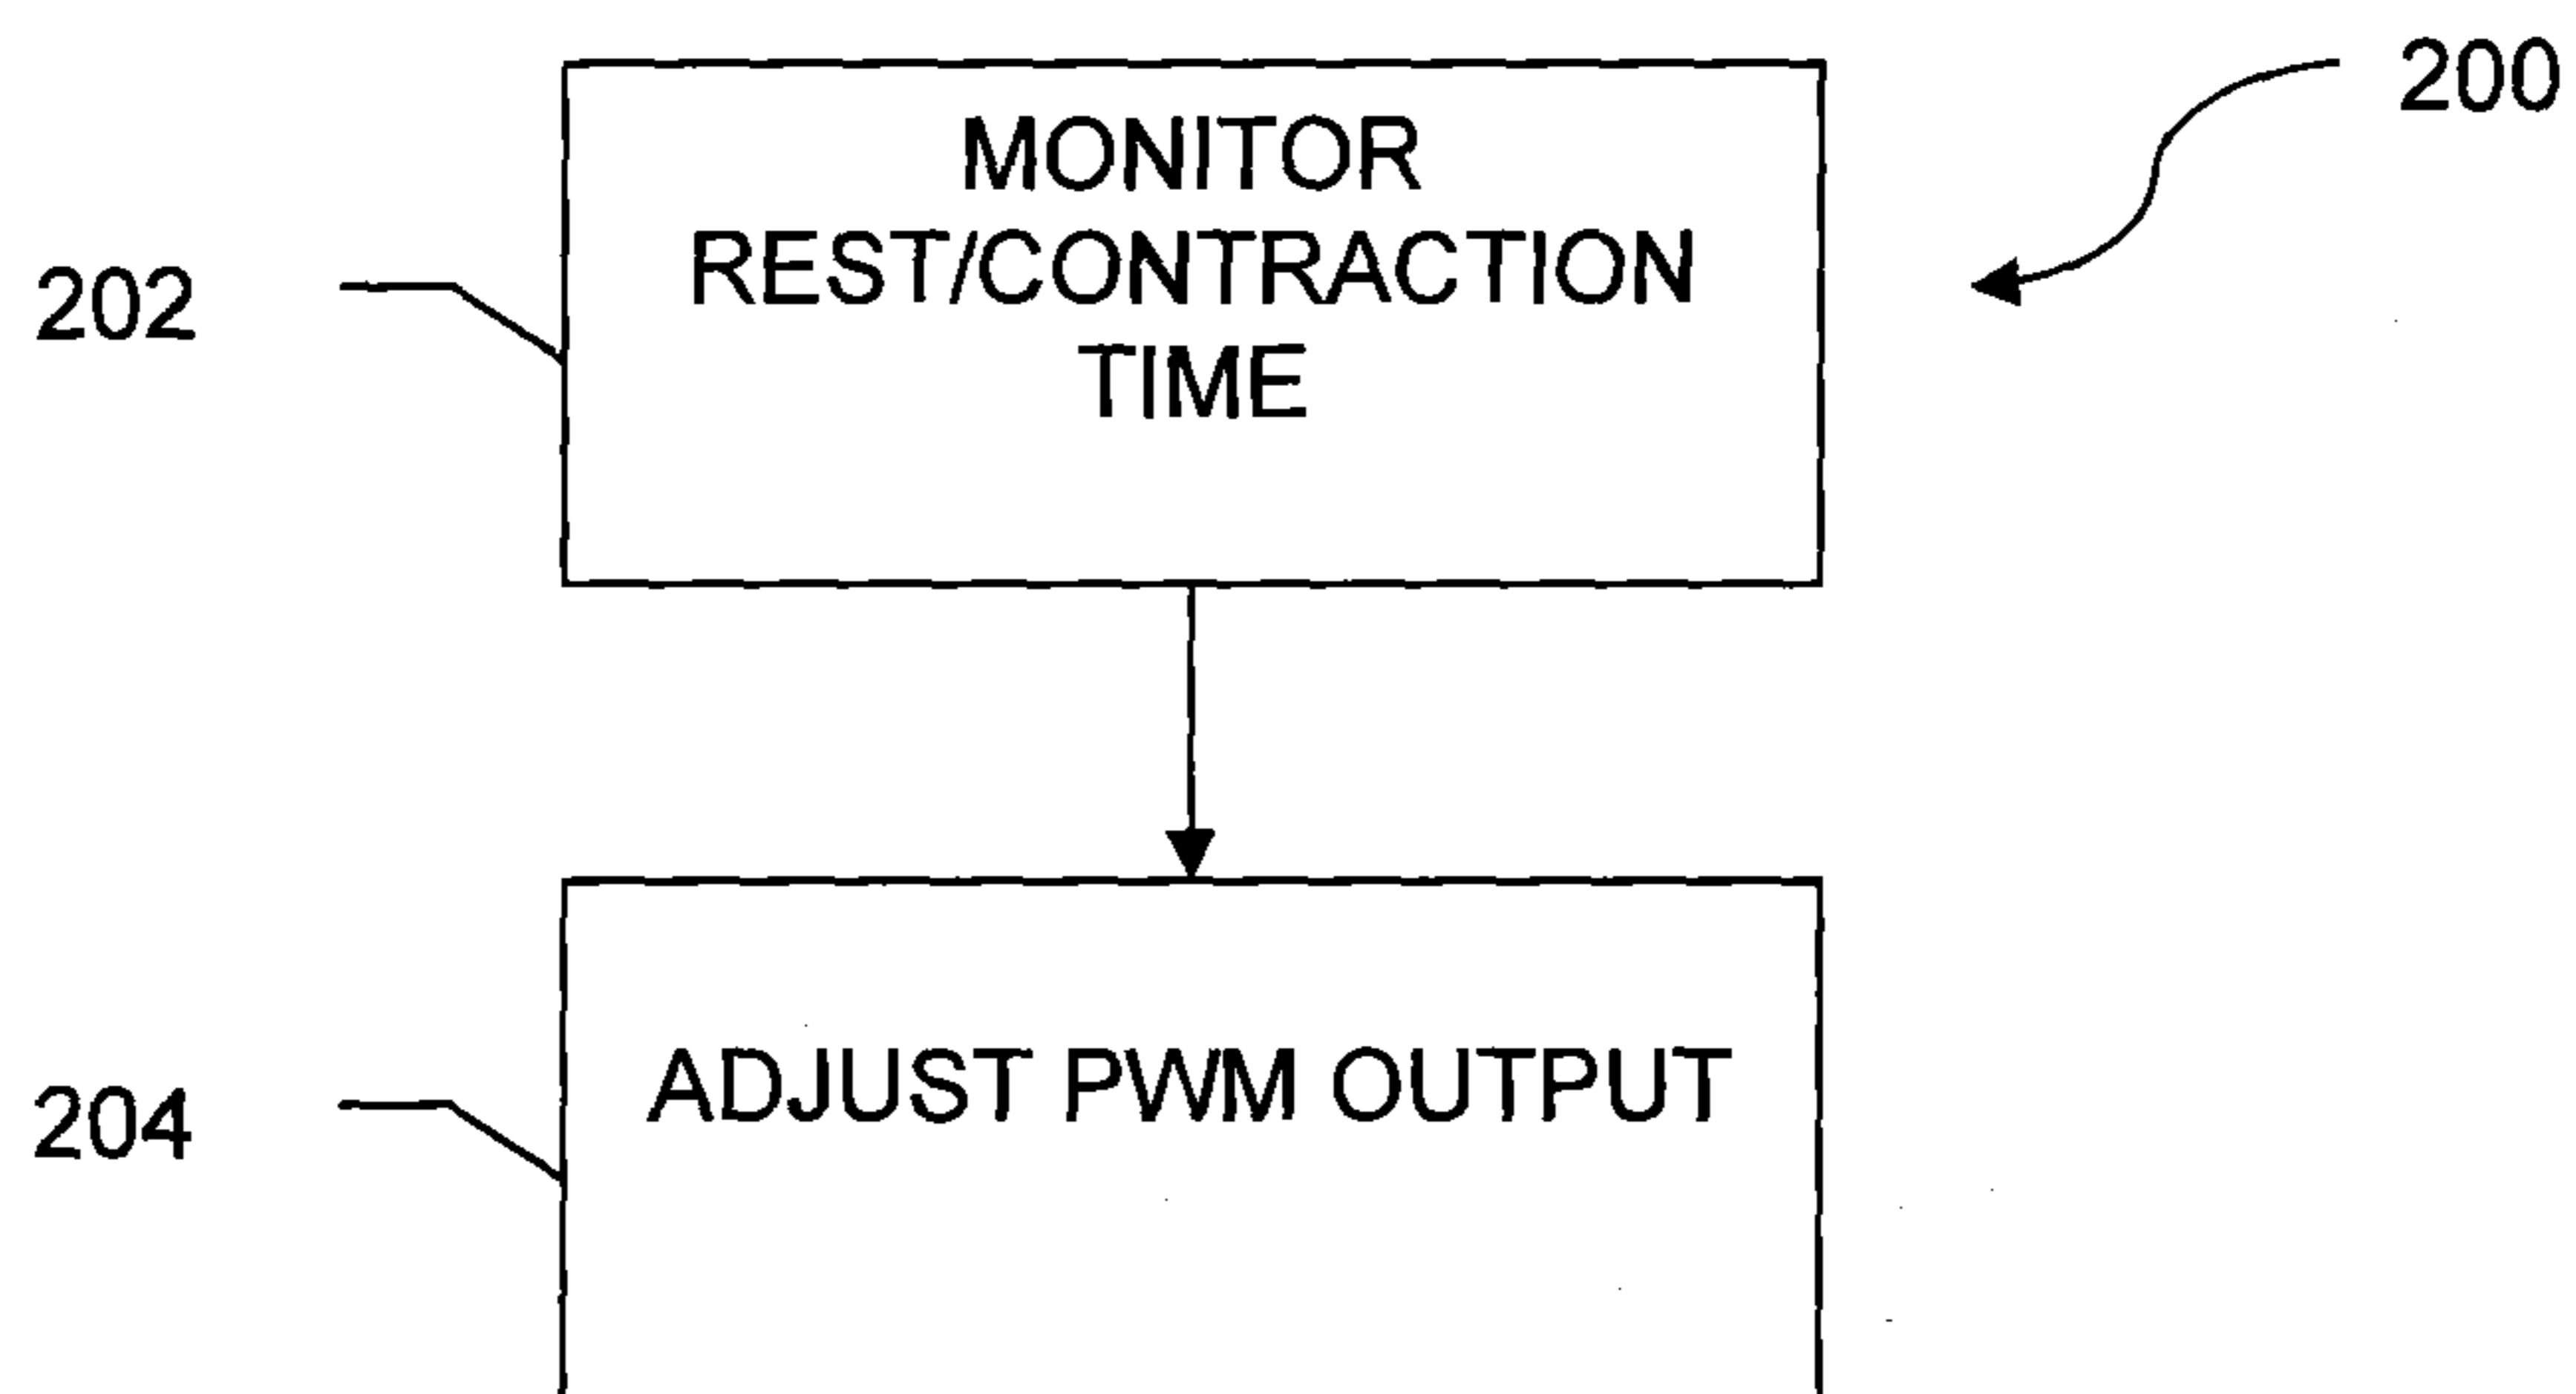 200
MONITOR
REST/CONTRACTION
TIME
202
ADJUST PWM OUTPUT
204